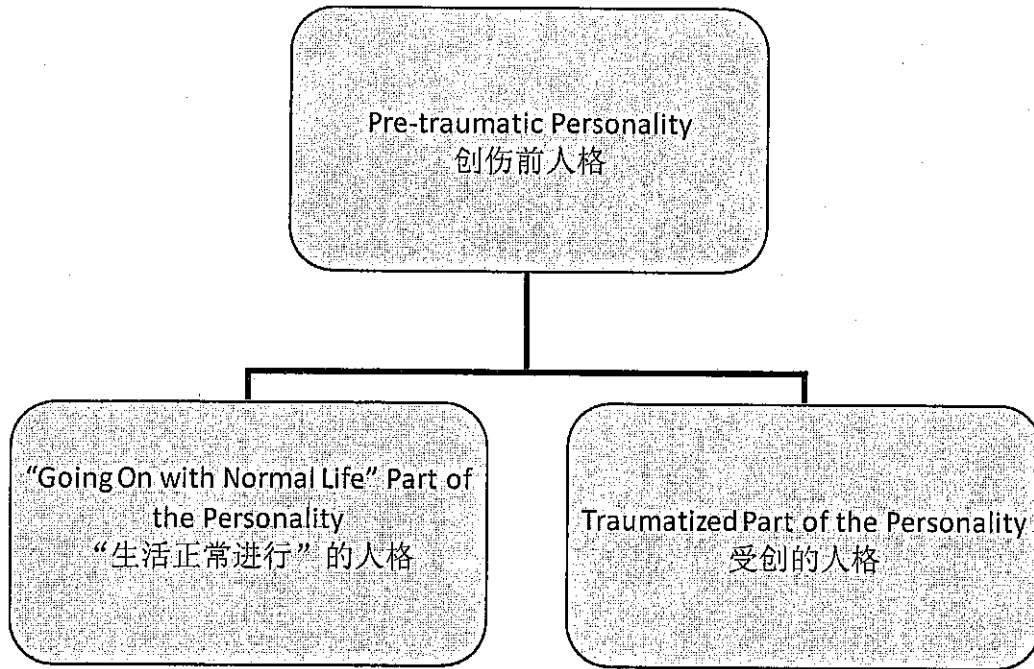 Pre-traumatic Personality
创伤前人格
“Going On with Normal Life” Part of
the Personality
“生活正常进行”的人格
Traumatized Part of the Personality
受创的人格